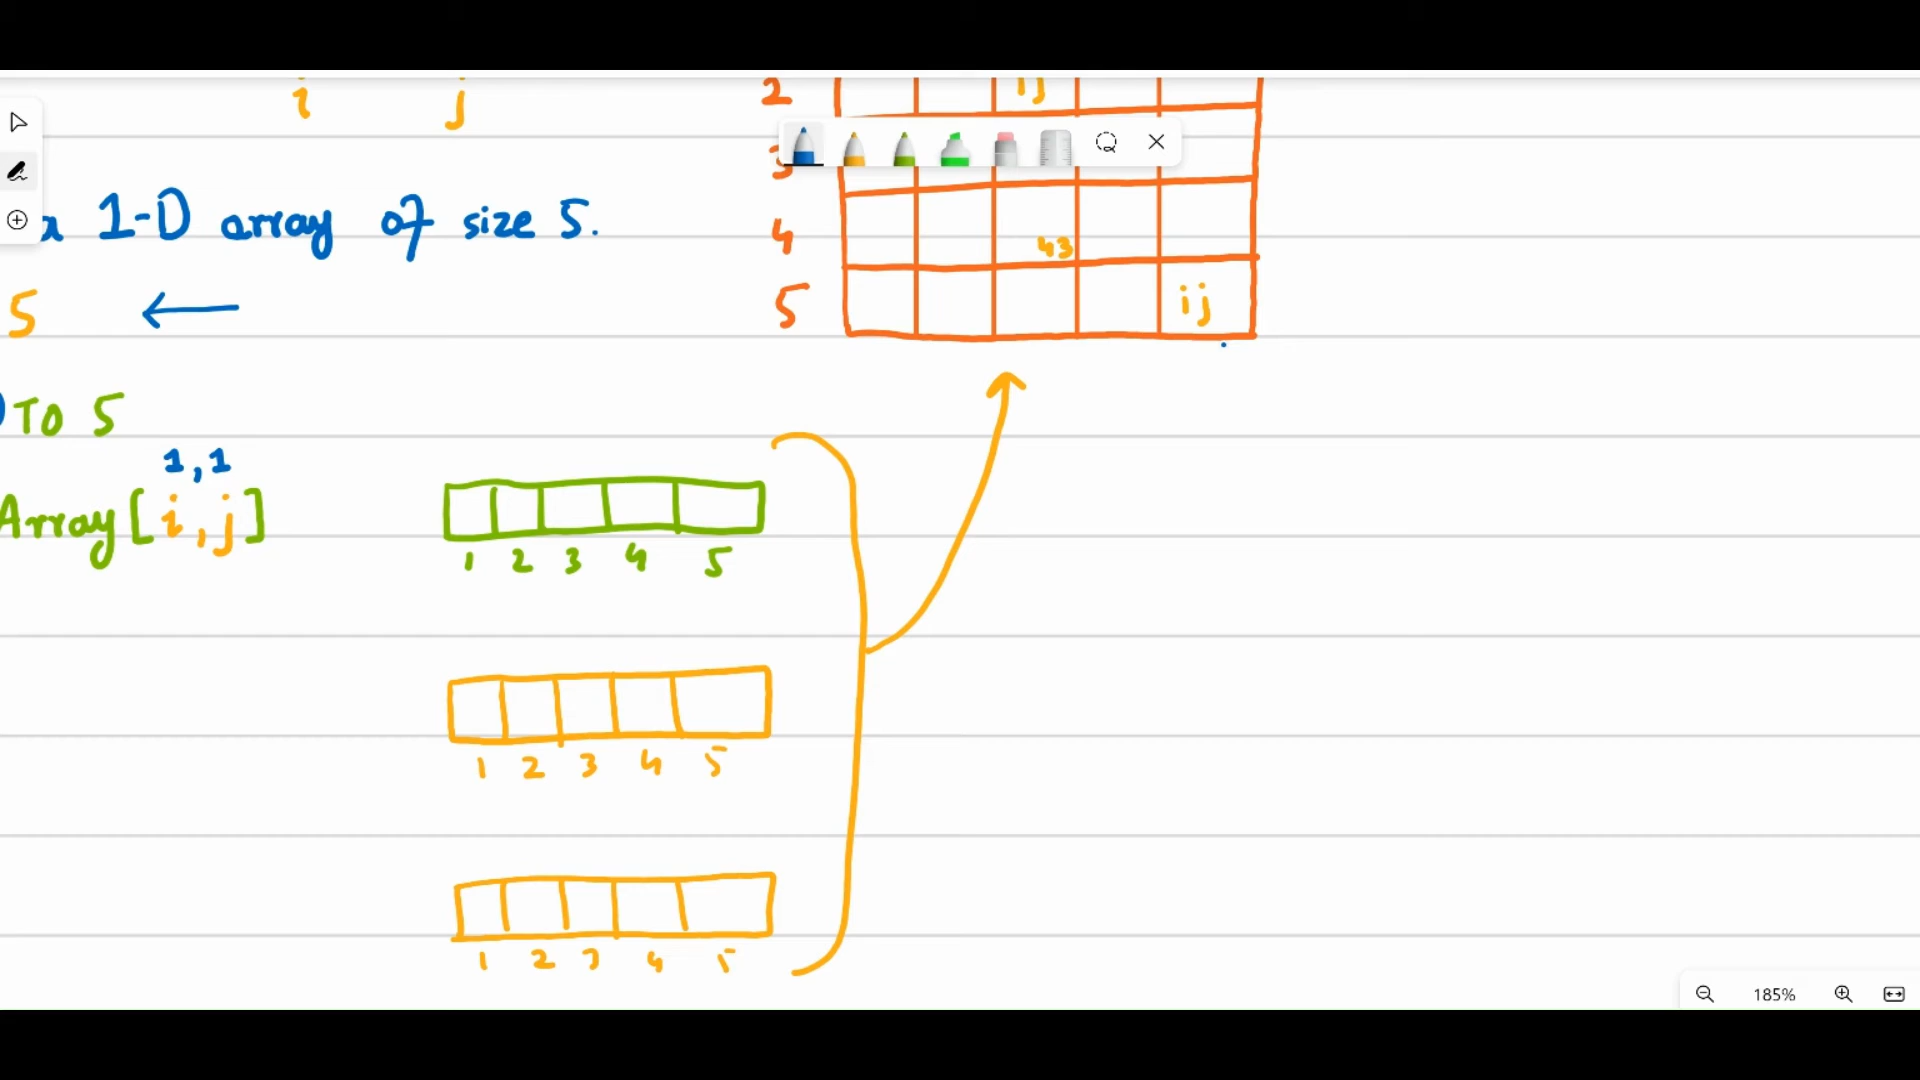 i j
2 ij
3
a 1-D array of size 5.
4 43
5 ←
5 ij
TO 5
1,1
Array[i,j]
1 2 3 4 5
1 2 3 4 5
1 2 3 4 5
185%